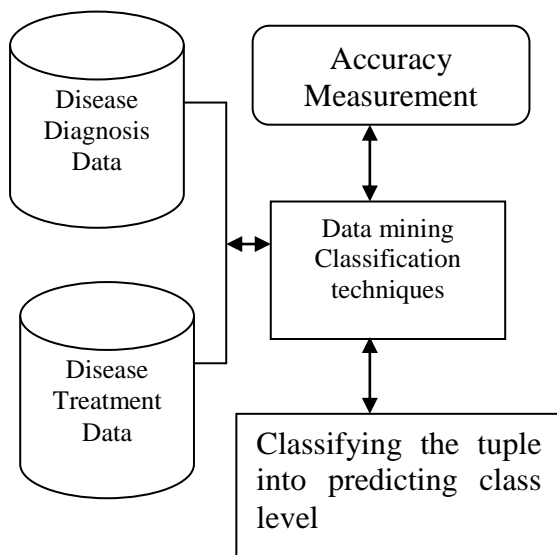 Disease
Diagnosis
Data
Accuracy
Measurement
Data mining
Classification
techniques
Disease
Treatment
Data
Classifying the tuple
into predicting class
level